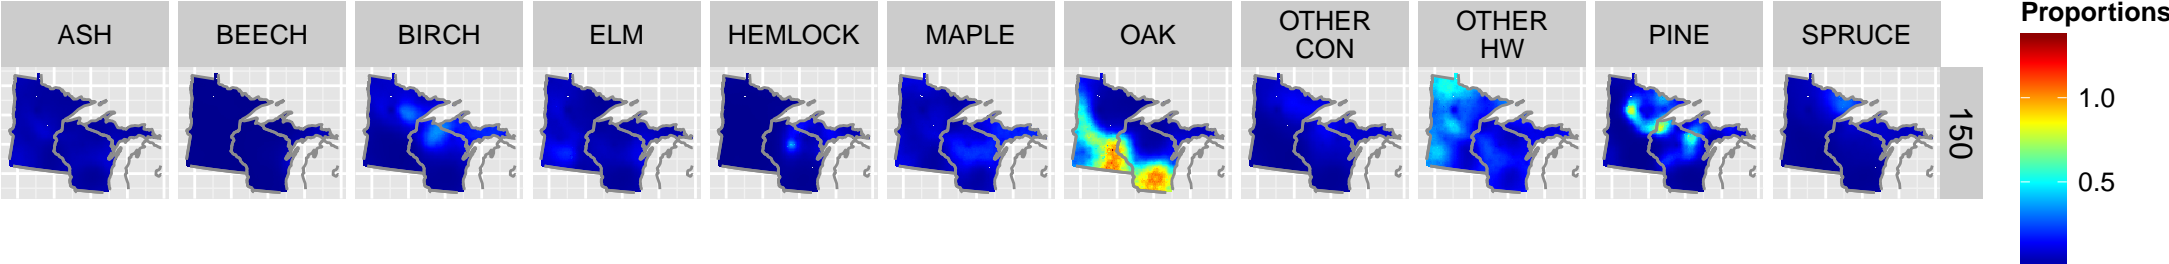 ASH
BEECH
BIRCH
ELM
HEMLOCK
MAPLE
OAK
OTHER
CON
OTHER
HW
PINE
SPRUCE
150
Proportions
1.0
0.5